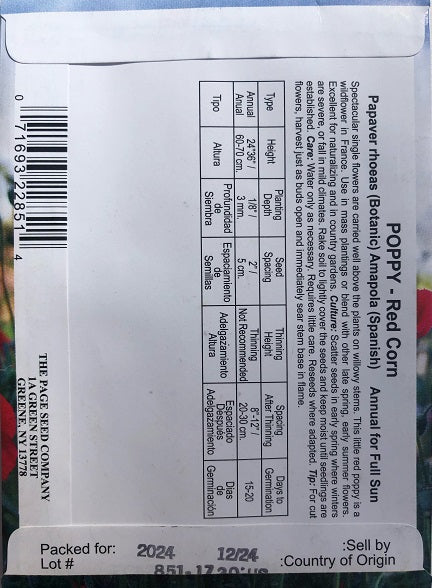 POPPY - Red Corn
Papaver rhoeas (Botanic) Amapola (Spanish) Annual for Full Sun
Spectacular single flowers are carried well above the plants on willowy stems. This little red poppy is a
wildflower in France. Use in mass plantings or blend with other late spring, early summer flowers.
Excellent for naturalizing and in country gardens. Culture: Scatter seeds in early spring where winters
are severe, or fall in mild climates. Rake soil to lightly cover the seeds and keep moist until seedlings are
established. Care: Water only as necessary. Requires little care. Reseeds where adapted. Tip: For cut
flowers, harvest just as buds open and immediately sear stem base in flame.
Type Height Planting Depth Seed Spacing Thinning Height Spacing After Thinning Days to Germination
Annual Anual 24"36"/ 60-70 cm. 1/8"/ 3 mm. 2"/ 5 cm. Thinning Not Recommended 8"-12"/ 20-30 cm. 15-20
Tipo Altura Profundidad de Siembra Espaciamiento de Semillas Adelgazamiento Altura Espaciado Después Adelgazamiento Dias de Germinación
0 71693 22851 4
THE PAGE SEED COMPANY
1A GREEN STREET
GREENE, NY 13778
Packed for: 2024 12/24 :Sell by
Lot # :Country of Origin